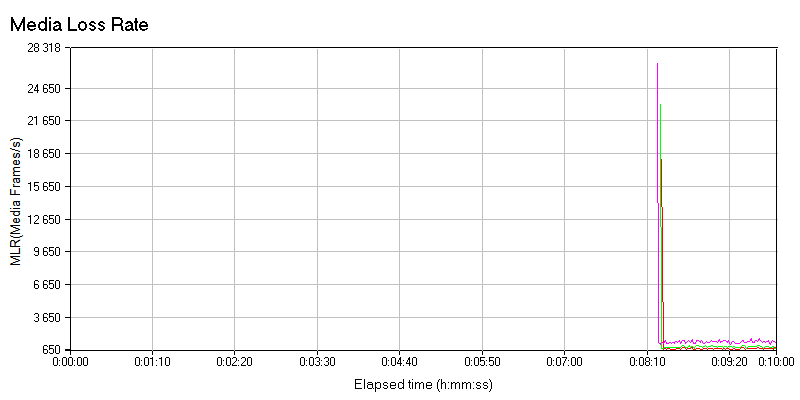 Media Loss Rate
28 318
24 650
21 650
18 650
15 650
12 650
9 650
6 650
3 650
650
MLR(Media Frames/s)
0:00:00 0:01:10 0:02:20 0:03:30 0:04:40 0:05:50 0:07:00 0:08:10 0:09:20 0:10:00
Elapsed time (h:mm:ss)